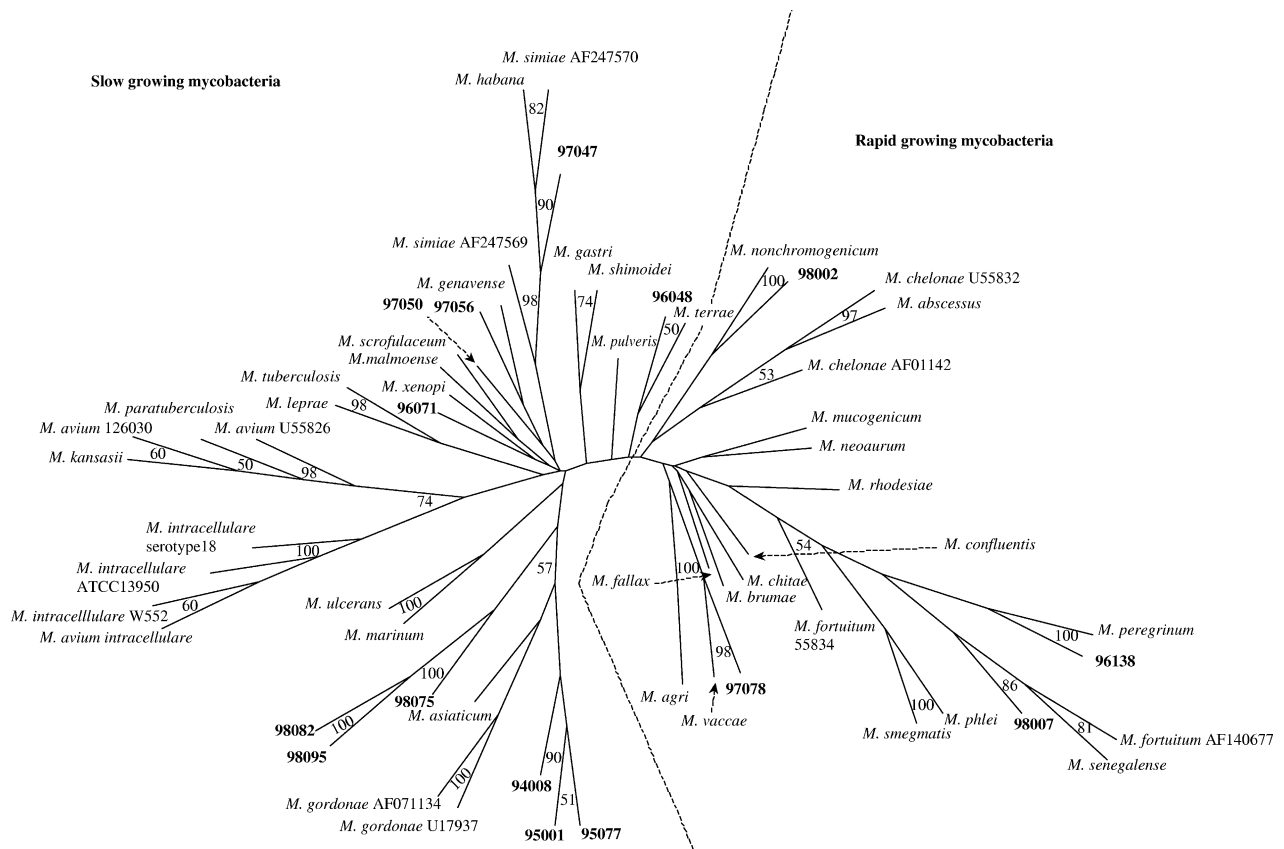 M. simiae AF247570
Slow growing mycobacteria
M. habana
82
Rapid growing mycobacteria
97047
90
M. simiae AF247569
M. gastri
M. nonchromogenicum
M. shimoidei
98002
M. genavense
100
M. chelonae U55832
97050
97056
98
74
96048
M. abscessus
M. terrae
97
50
M. scrofulaceum
M. pulveris
M.malmoense
M. chelonae AF01142
53
M. tuberculosis
M. xenopi
M. leprae
98
96071
M. paratuberculosis
M. mucogenicum
M. avium 126030
M. avium U55826
M. neoaurum
M. kansasii
60
50
98
M. rhodesiae
74
M. intracellulare
serotype18
100
54
M. confluentis
M. intracellulare
ATCC13950
57
100
M. fallax
M. chitae
M. brumae
M. ulcerans
100
60
M. intracelllulare W552
M. avium intracellulare
M. marinum
M. fortuitum
55834
M. peregrinum
100
96138
98
100
98075
97078
M. agri
86
M. asiaticum
M. vaccae
100
M. phlei
98007
98082
100
M. smegmatis
81
M. fortuitum AF140677
98095
90
M. senegalense
100
94008
M. gordonae AF071134
51
M. gordonae U17937
95001
95077